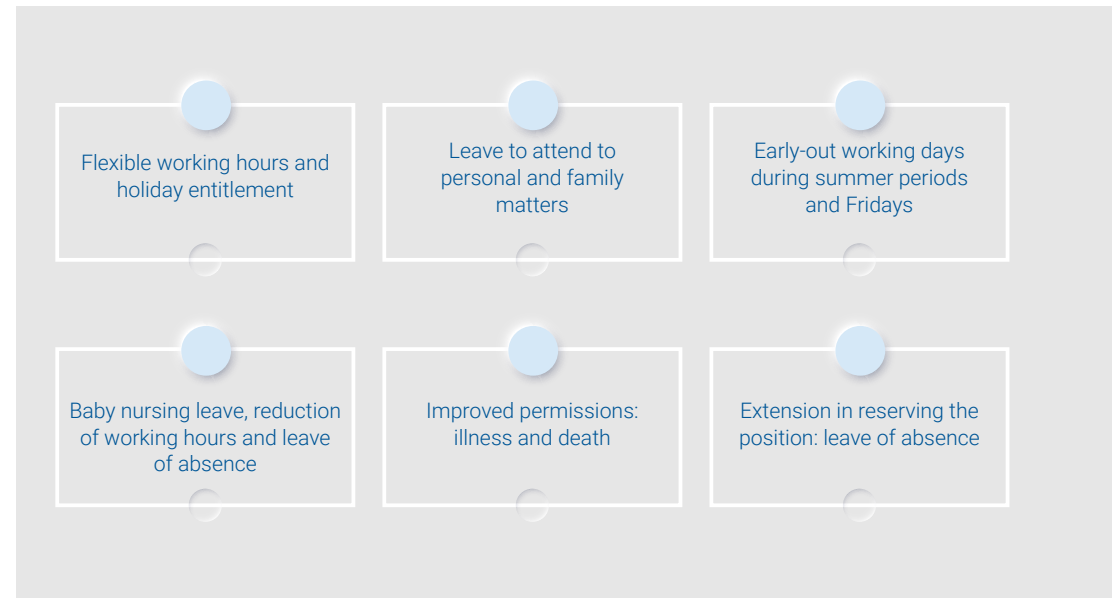 Flexible working hours and
holiday entitlement
Leave to attend to
personal and family
matters
Early-out working days
during summer periods
and Fridays
Baby nursing leave, reduction
of working hours and leave
of absence
Improved permissions:
illness and death
Extension in reserving the
position: leave of absence